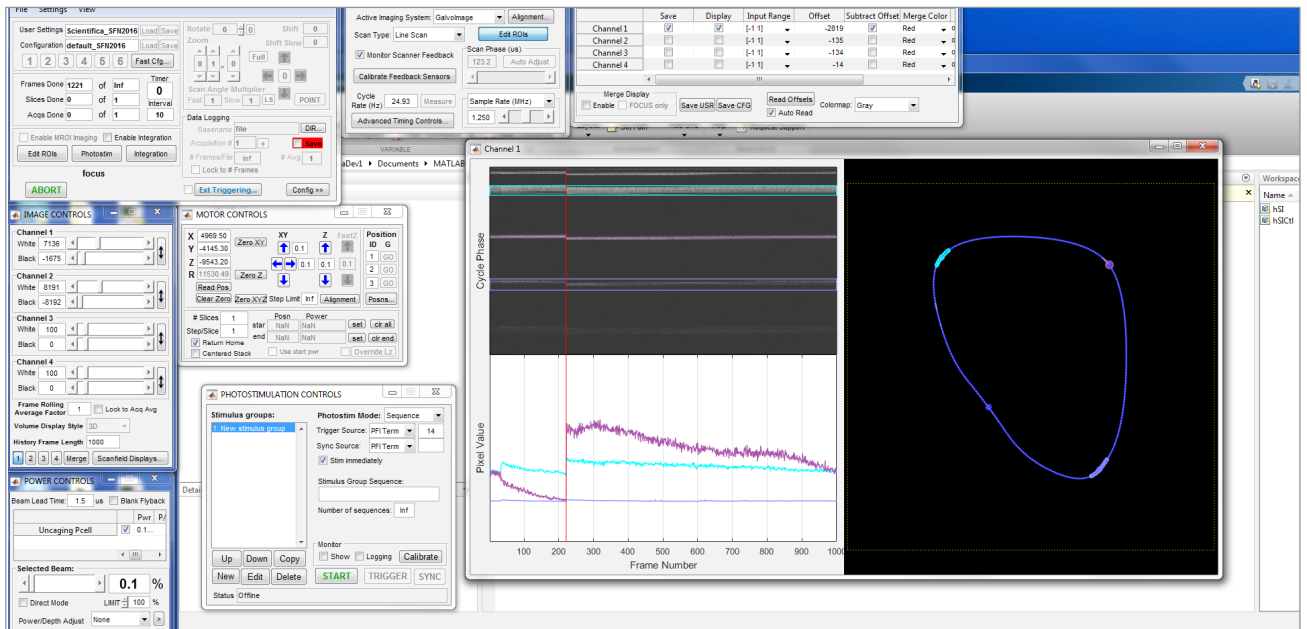 File Settings View
User Settings Scientifica_SFN2016 Load Save
Configuration default_SFN2016 Load Save
1 2 3 4 5 6 Fast Cfg...
Frames Done 1221 of Inf
Slices Done 0 of 1
Acqs Done 0 of 1
Timer
0
Interval
10
Enable MROI Imaging Enable Integration
Edit ROIs Photostim Integration
focus
ABORT
Rotate 0 0 Shift 0
Zoom Shift Slow 0
0 1 . 0 Full 0
Scan Angle Multiplier
Fast 1 Slow 1 LS POINT
Data Logging
Basename file DIR...
Acquisition # 1 + Save
# Frames/File Inf # Avg 1
Lock to # Frames
Ext Triggering... Config >>
Active Imaging System: GalvoImage Alignment...
Scan Type: Line Scan Edit ROIs
Monitor Scanner Feedback
Scan Phase (us)
123.2 Auto Adjust
Calibrate Feedback Sensors
Cycle
Rate (Hz) 24.93 Measure
Sample Rate (MHz)
1.250
Advanced Timing Controls...
Save Display Input Range Offset Subtract Offset Merge Color
Channel 1 [-1 1] -2819 Red
Channel 2 [-1 1] -135 Red
Channel 3 [-1 1] -134 Red
Channel 4 [-1 1] -14 Red
Merge Display
Enable FOCUS only Save USR Save CFG Read Offsets Colormap: Gray
Auto Read
VARIABLE
Request Support
aDev1 Documents MATLAB
Workspace
Name
hSI
hSICtl
IMAGE CONTROLS
Channel 1
White 7136
Black -1675
Channel 2
White 8191
Black -8192
Channel 3
White 100
Black 0
Channel 4
White 100
Black 0
Frame Rolling
Average Factor 1 Lock to Acq Avg
Volume Display Style 3D
History Frame Length 1000
1 2 3 4 Merge Scanfield Displays...
MOTOR CONTROLS
X 4969.50
Y -4145.30
Z -9543.20
R 11530.49
Zero XY
Zero Z
XY Z FastZ
0.1 0.1 0.1
Position
ID G
1 GO
2 GO
3 GO
Read Pos
Clear Zero Zero XYZ Step Limit Inf Alignment Posns...
# Slices 1 Posn Power
Step/Slice 1 star NaN NaN set clr all
end NaN NaN set clr end
Return Home
Centered Stack Use start pwr Override Lz
PHOTOSTIMULATION CONTROLS
Stimulus groups:
1: New stimulus group
Photostim Mode: Sequence
Trigger Source: PFI Term 14
Sync Source: PFI Term
Stim immediately
Stimulus Group Sequence:
Number of sequences: Inf
Monitor
Show Logging Calibrate
Up Down Copy
New Edit Delete
START TRIGGER SYNC
Status Offline
POWER CONTROLS
Beam Lead Time: 1.5 us Blank Flyback
Pwr P/
Uncaging Pcell 0.1...
Selected Beam:
0.1 %
Direct Mode LIMIT 100 %
Power/Depth Adjust None >
Detai
Channel 1
Cycle Phase
Pixel Value
100 200 300 400 500 600 700 800 900 1000
Frame Number